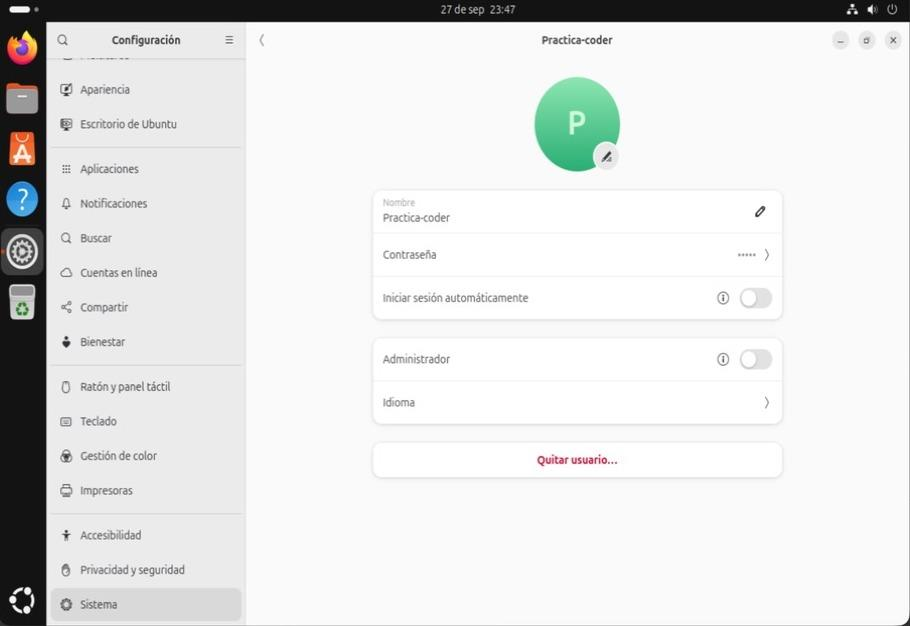 27 de sep 23:47
Configuración
Practica-coder
Apariencia
Escritorio de Ubuntu
Aplicaciones
Notificaciones
Buscar
Cuentas en línea
Compartir
Bienestar
Ratón y panel táctil
Teclado
Gestión de color
Impresoras
Accesibilidad
Privacidad y seguridad
Sistema
P
Nombre
Practica-coder
Contraseña
Iniciar sesión automáticamente
Administrador
Idioma
Quitar usuario...